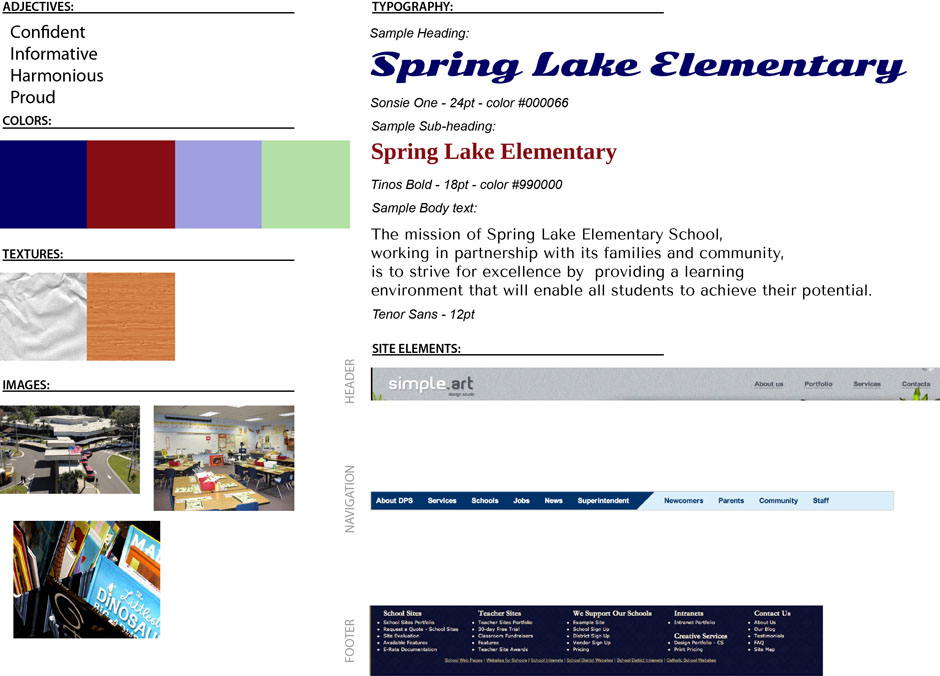 ADJECTIVES:
Confident
Informative
Harmonious
Proud
COLORS:
TEXTURES:
IMAGES:
MA
The
Littlest
DINOSAU
TYPOGRAPHY:
Sample Heading:
Spring Lake Elementary
Sonsie One - 24pt - color #000066
Sample Sub-heading:
Spring Lake Elementary
Tinos Bold - 18pt - color #990000
Sample Body text:
The mission of Spring Lake Elementary School,
working in partnership with its families and community,
is to strive for excellence by providing a learning
environment that will enable all students to achieve their potential.
Tenor Sans - 12pt
SITE ELEMENTS:
HEADER
simple.art
design studio
About us Portfolio Services Contacts
NAVIGATION
About DPS Services Schools Jobs News Superintendent Newcomers Parents Community Staff
FOOTER
School Sites Teacher Sites We Support Our Schools Intranets Contact Us
School Sites Portfolio Teacher Sites Portfolio Example Site Intranet Portfolio About Us
Request a Quote - School Sites 30-day Free Trial School Sign Up Our Blog
Site Evaluation Classroom Fundraisers District Sign Up Creative Services Testimonials
Available Features Features Vendor Sign Up Design Portfolio - CS FAQ
E-Rate Documentation Teacher Site Awards Pricing Print Pricing Site Map
School Web Pages | Websites for Schools | School Intranets | School District Websites | School District Intranets | Catholic School Websites